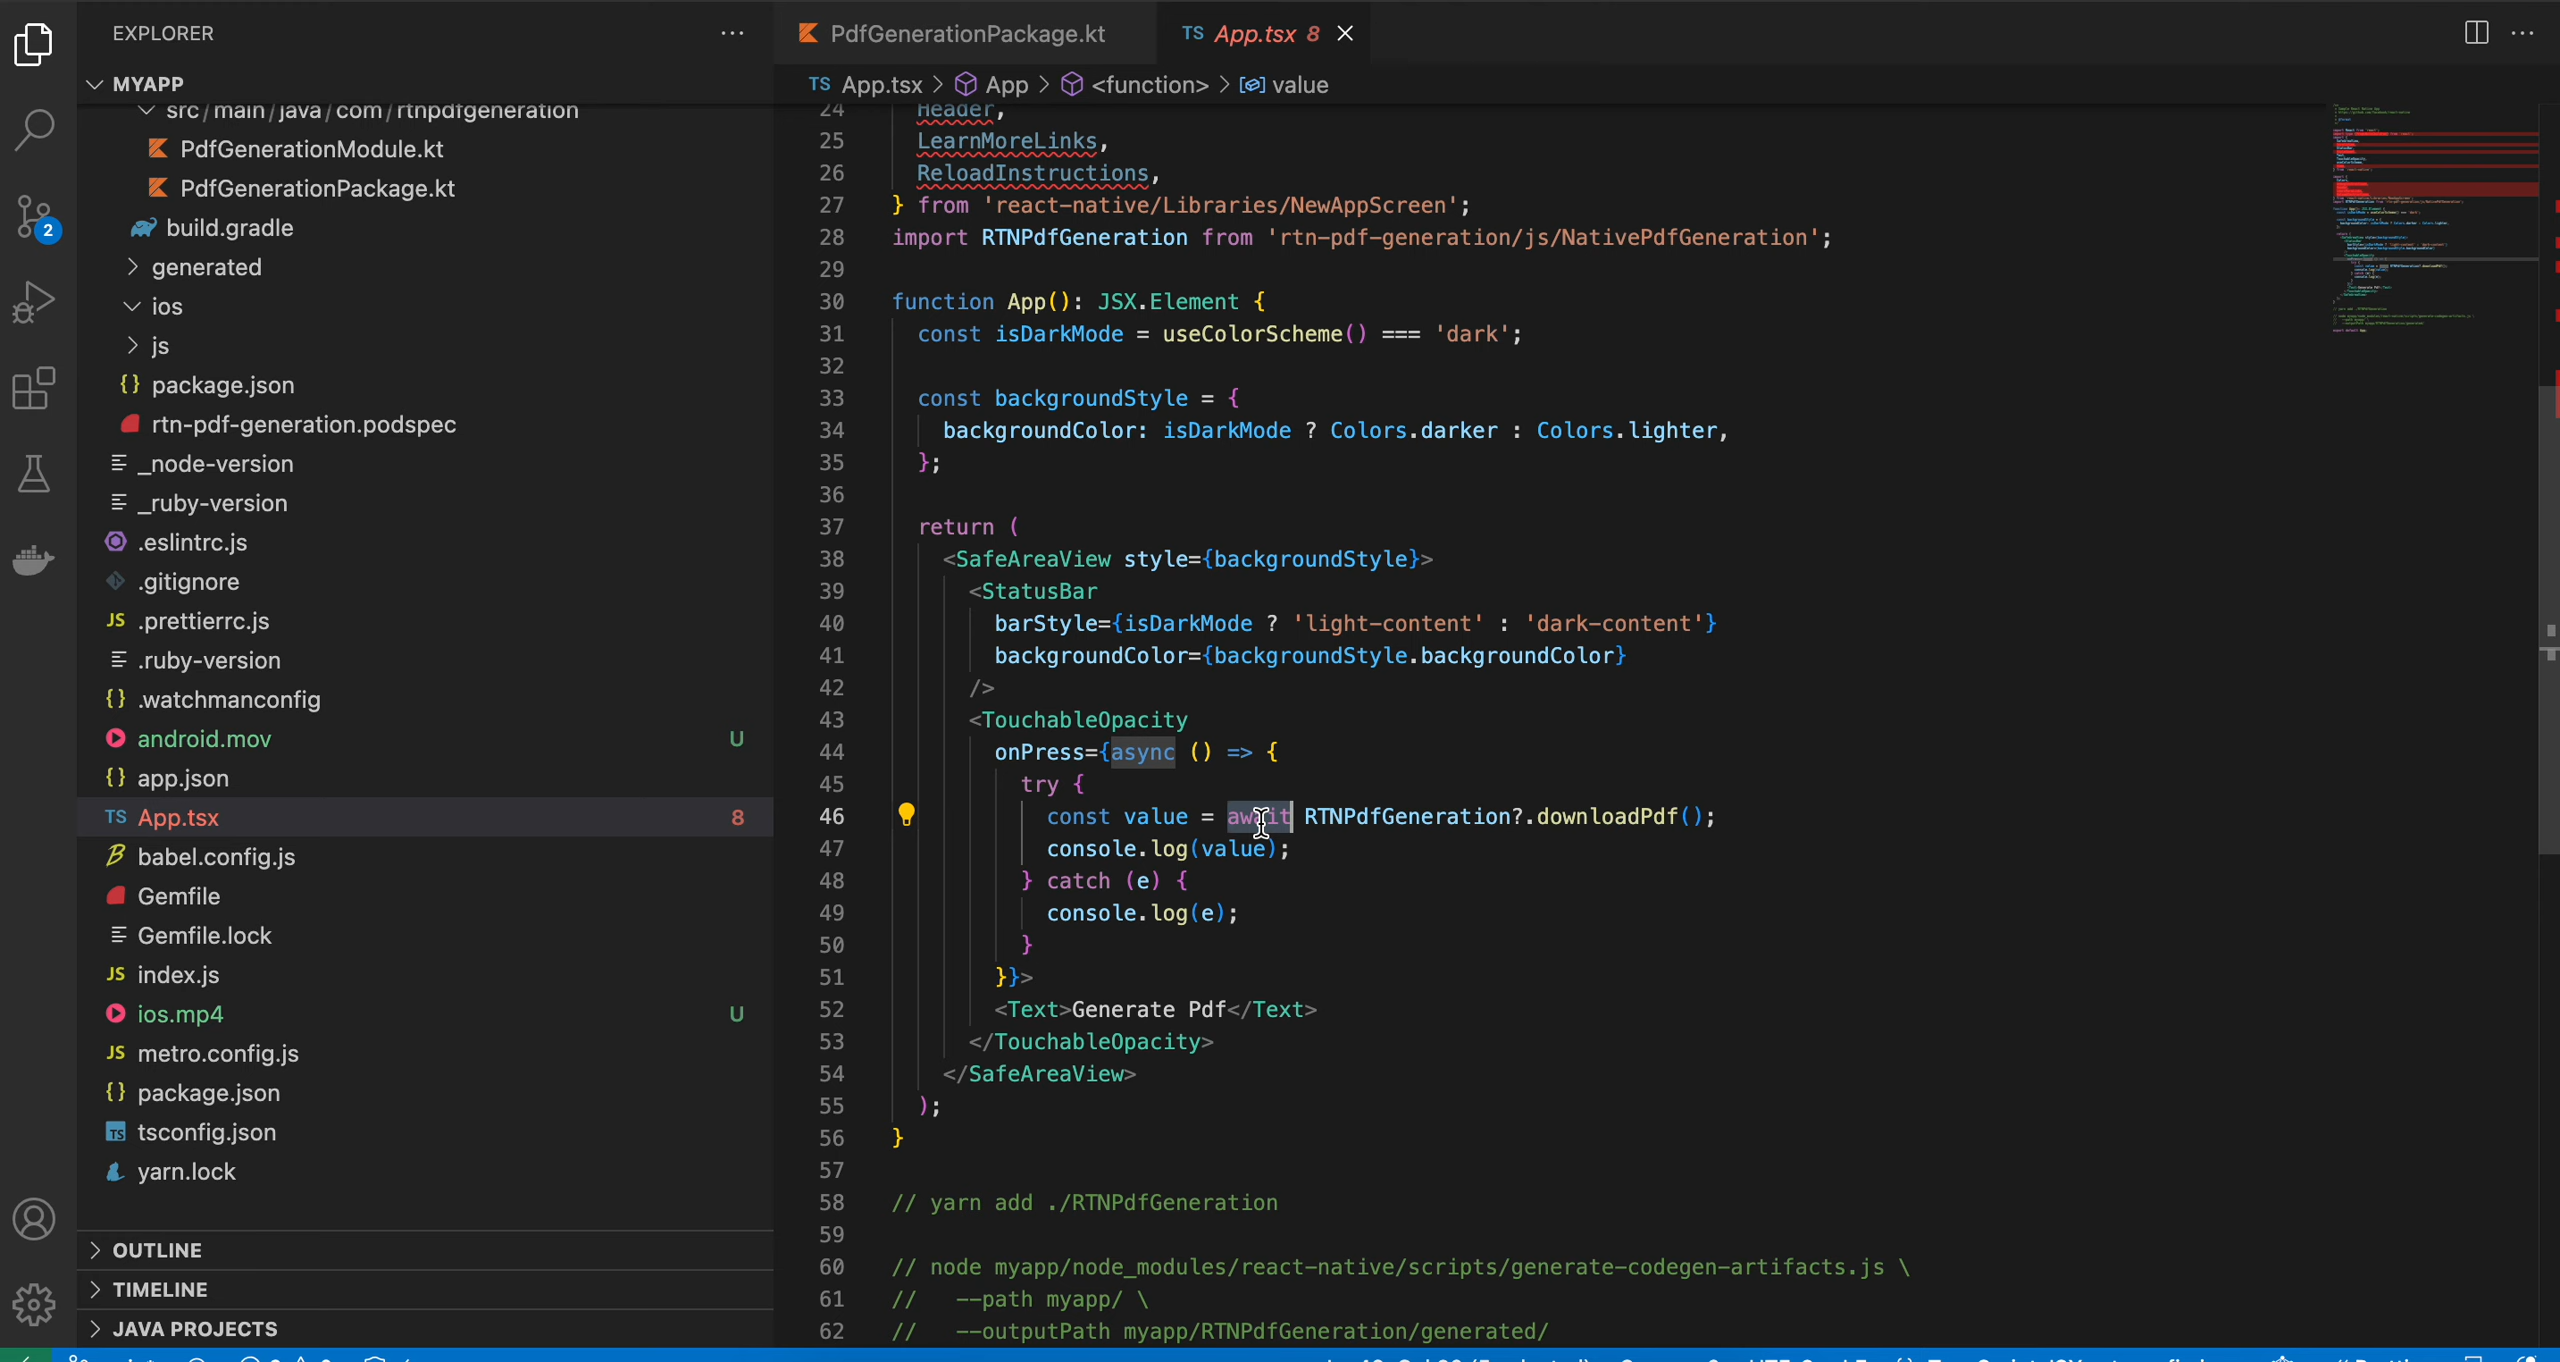 EXPLORER
MYAPP
src/main/java/com/rtnpdfgeneration
PdfGenerationModule.kt
PdfGenerationPackage.kt
build.gradle
generated
ios
js
package.json
rtn-pdf-generation.podspec
_node-version
_ruby-version
.eslintrc.js
.gitignore
.prettierrc.js
.ruby-version
.watchmanconfig
android.mov U
app.json
App.tsx 8
babel.config.js
Gemfile
Gemfile.lock
index.js
ios.mp4 U
metro.config.js
package.json
tsconfig.json
yarn.lock
OUTLINE
TIMELINE
JAVA PROJECTS
2
PdfGenerationPackage.kt
TS App.tsx 8
TS App.tsx > App > <function> > value
24 Header,
25 LearnMoreLinks,
26 ReloadInstructions,
27 } from 'react-native/Libraries/NewAppScreen';
28 import RTNPdfGeneration from 'rtn-pdf-generation/js/NativePdfGeneration';
29
30 function App(): JSX.Element {
31 const isDarkMode = useColorScheme() === 'dark';
32
33 const backgroundStyle = {
34 backgroundColor: isDarkMode ? Colors.darker : Colors.lighter,
35 };
36
37 return (
38 <SafeAreaView style={backgroundStyle}>
39 <StatusBar
40 barStyle={isDarkMode ? 'light-content' : 'dark-content'}
41 backgroundColor={backgroundStyle.backgroundColor}
42 />
43 <TouchableOpacity
44 onPress={async () => {
45 try {
46 const value = await RTNPdfGeneration?.downloadPdf();
47 console.log(value);
48 } catch (e) {
49 console.log(e);
50 }
51 }}>
52 <Text>Generate Pdf</Text>
53 </TouchableOpacity>
54 </SafeAreaView>
55 );
56 }
57
58 // yarn add ./RTNPdfGeneration
59
60 // node myapp/node_modules/react-native/scripts/generate-codegen-artifacts.js \
61 // --path myapp/ \
62 // --outputPath myapp/RTNPdfGeneration/generated/